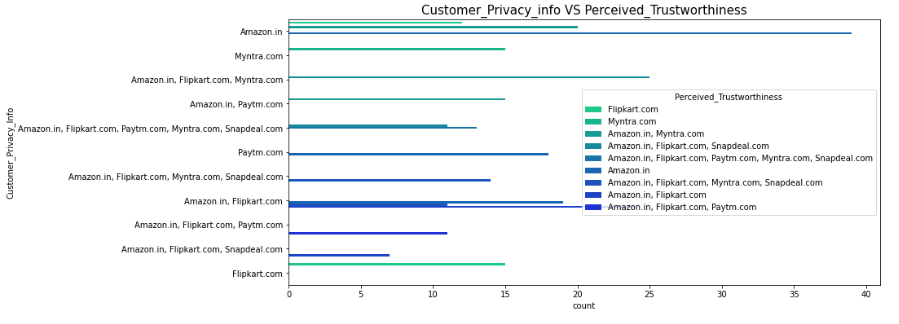 Customer_Privacy_info VS Perceived_Trustworthiness
Customer_Privacy_Info
Amazon.in
Myntra.com
Amazon.in, Flipkart.com, Myntra.com
Amazon.in, Paytm.com
Amazon.in, Flipkart.com, Paytm.com, Myntra.com, Snapdeal.com
Paytm.com
Amazon.in, Flipkart.com, Myntra.com, Snapdeal.com
Amazon.in, Flipkart.com
Amazon.in, Flipkart.com, Paytm.com
Amazon.in, Flipkart.com, Snapdeal.com
Flipkart.com
Perceived_Trustworthiness
Flipkart.com
Myntra.com
Amazon.in, Myntra.com
Amazon.in, Flipkart.com, Snapdeal.com
Amazon.in, Flipkart.com, Paytm.com, Myntra.com, Snapdeal.com
Amazon.in
Amazon.in, Flipkart.com, Myntra.com, Snapdeal.com
Amazon.in, Flipkart.com
Amazon.in, Flipkart.com, Paytm.com
0 5 10 15 20 25 30 35 40
count